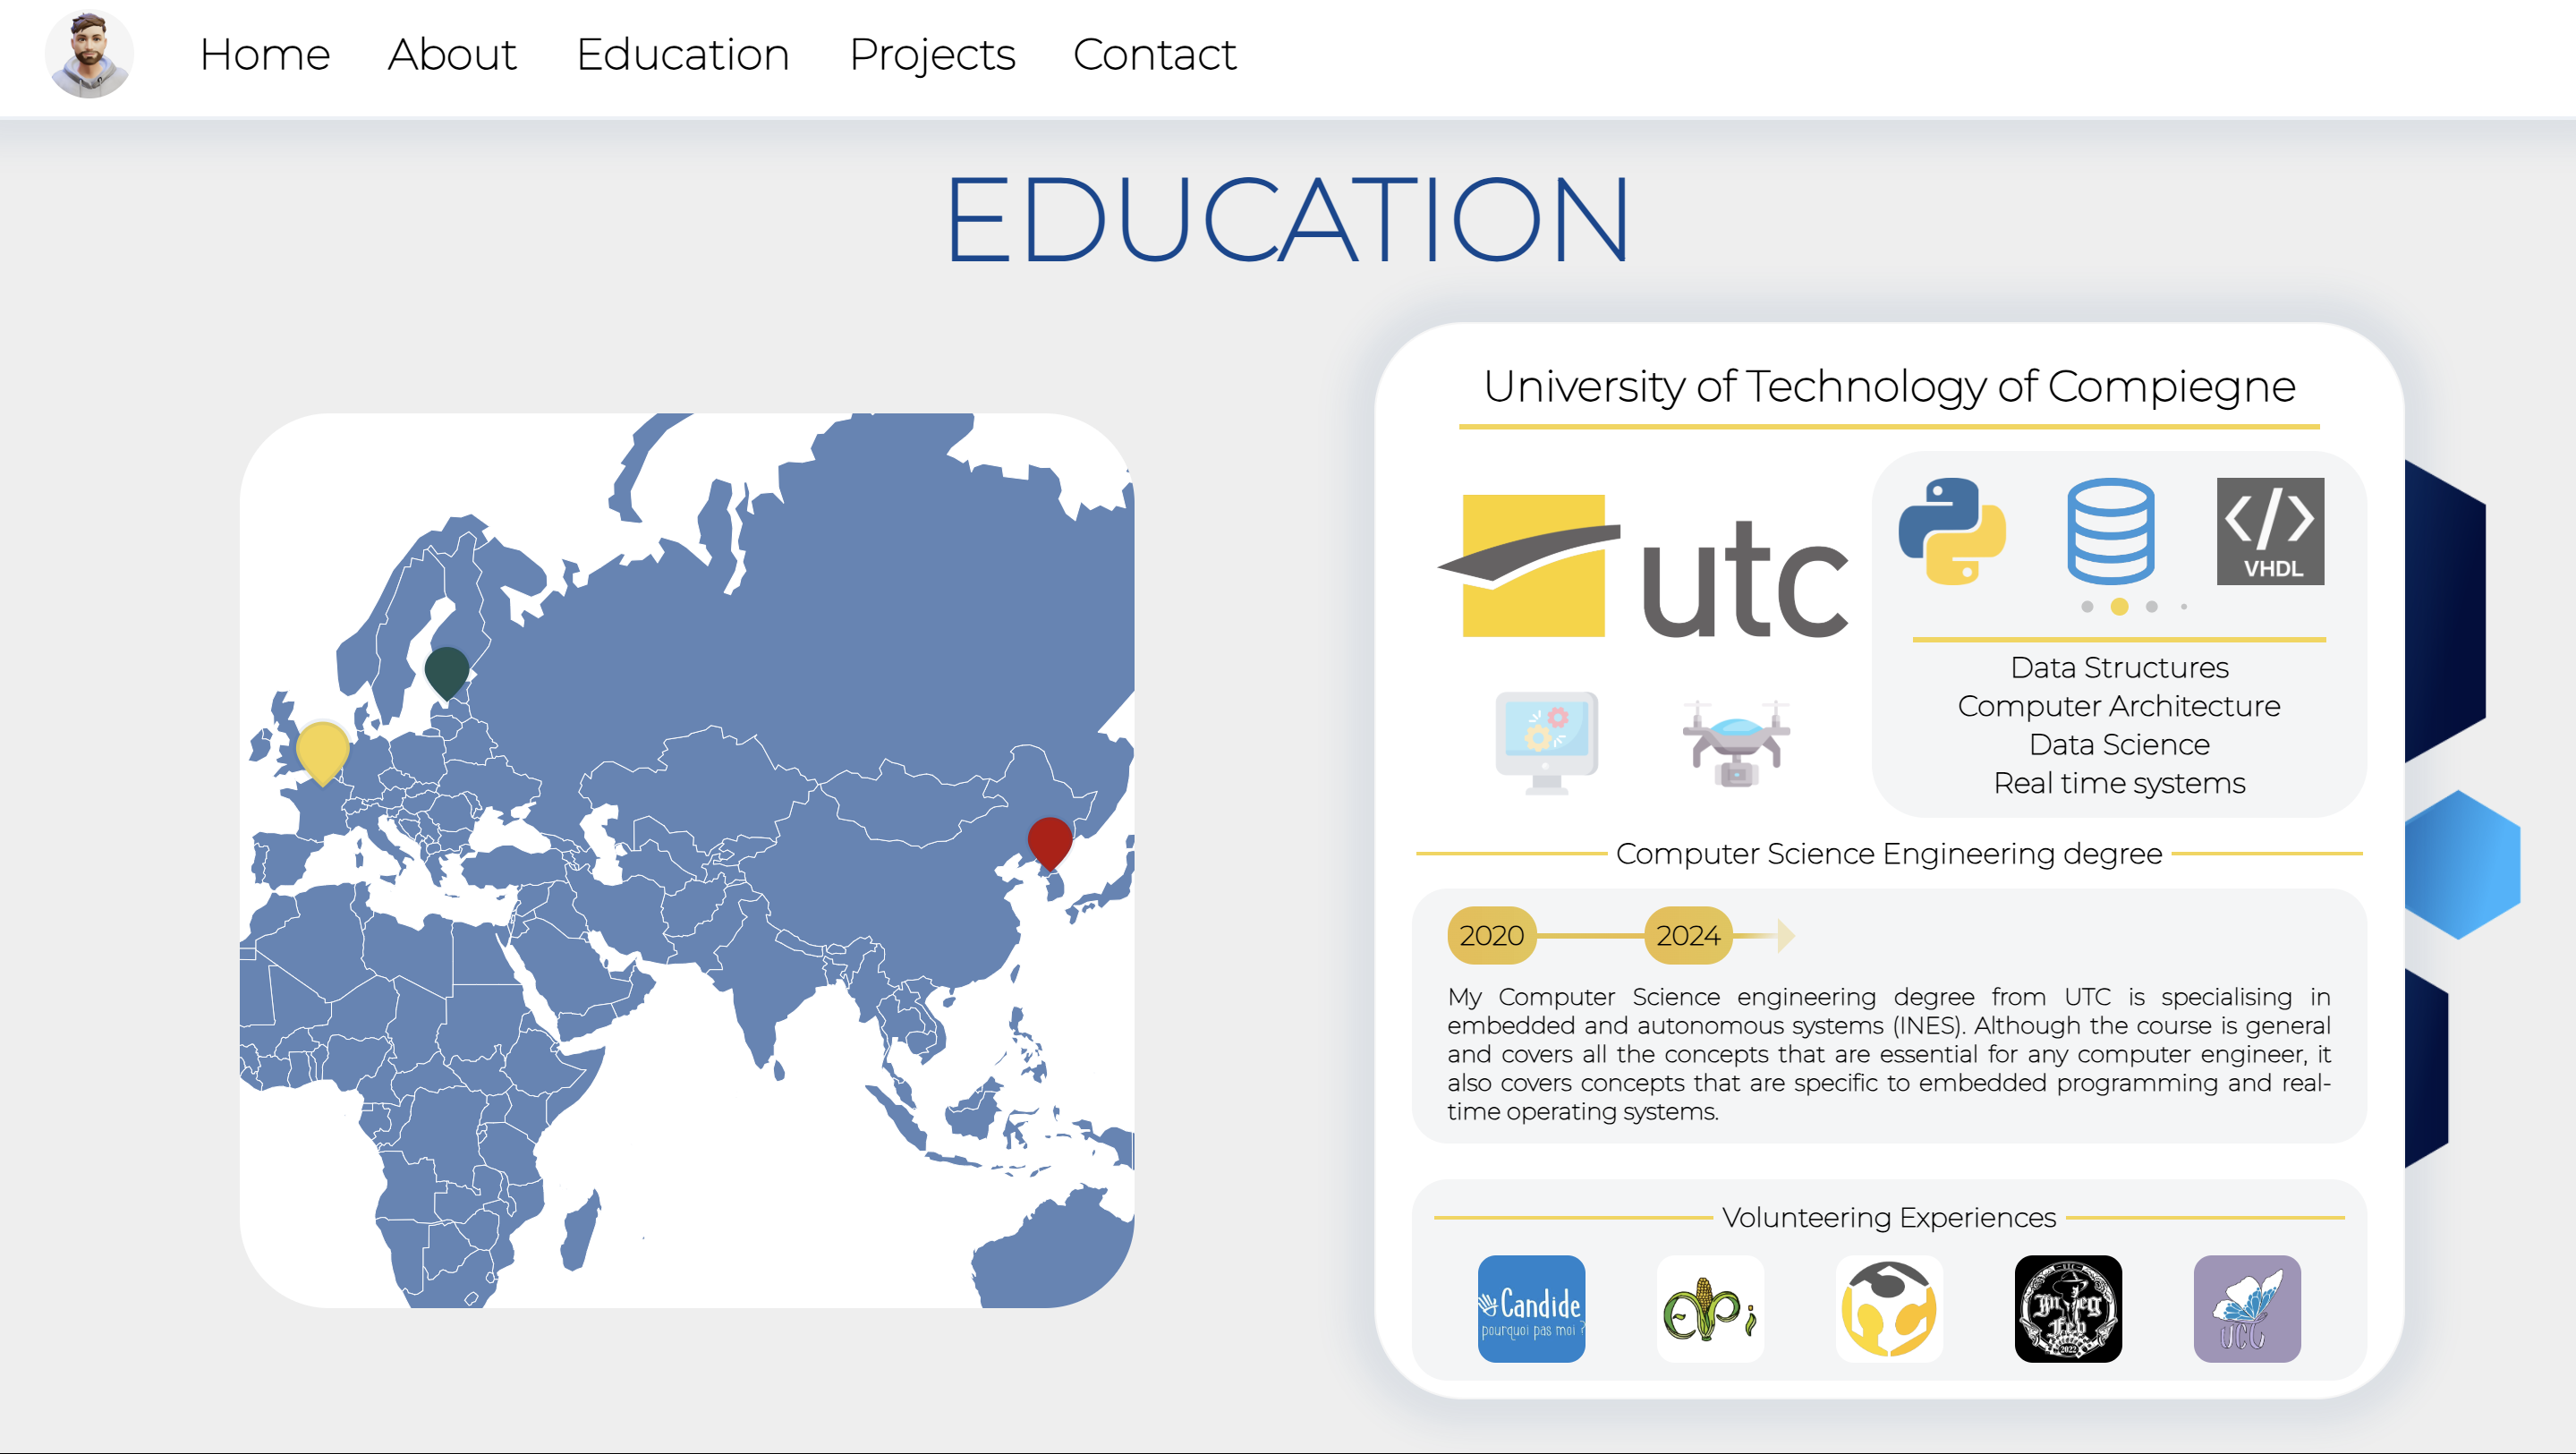 Home About Education Projects Contact
EDUCATION
University of Technology of Compiegne
utc
</> VHDL
Data Structures
Computer Architecture
Data Science
Real time systems
Computer Science Engineering degree
2020 2024
My Computer Science engineering degree from UTC is specialising in
embedded and autonomous systems (INES). Although the course is general
and covers all the concepts that are essential for any computer engineer, it
also covers concepts that are specific to embedded programming and real-
time operating systems.
Volunteering Experiences
Candide
pourquoi pas moi ?
EPi
UTC
Integ
Fev
2022